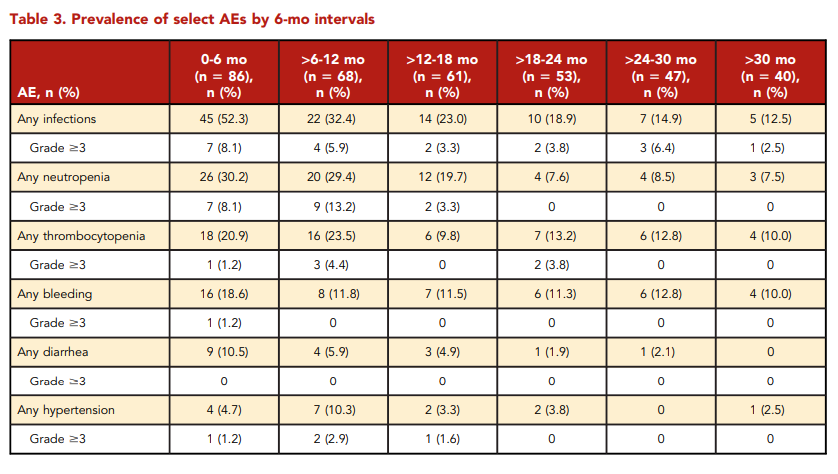 Table 3. Prevalence of select AEs by 6-mo intervals
AE, n (%) 0-6 mo (n = 86), n (%) >6-12 mo (n = 68), n (%) >12-18 mo (n = 61), n (%) >18-24 mo (n = 53), n (%) >24-30 mo (n = 47), n (%) >30 mo (n = 40), n (%)
Any infections 45 (52.3) 22 (32.4) 14 (23.0) 10 (18.9) 7 (14.9) 5 (12.5)
Grade ≥3 7 (8.1) 4 (5.9) 2 (3.3) 2 (3.8) 3 (6.4) 1 (2.5)
Any neutropenia 26 (30.2) 20 (29.4) 12 (19.7) 4 (7.6) 4 (8.5) 3 (7.5)
Grade ≥3 7 (8.1) 9 (13.2) 2 (3.3) 0 0 0
Any thrombocytopenia 18 (20.9) 16 (23.5) 6 (9.8) 7 (13.2) 6 (12.8) 4 (10.0)
Grade ≥3 1 (1.2) 3 (4.4) 0 2 (3.8) 0 0
Any bleeding 16 (18.6) 8 (11.8) 7 (11.5) 6 (11.3) 6 (12.8) 4 (10.0)
Grade ≥3 1 (1.2) 0 0 0 0 0
Any diarrhea 9 (10.5) 4 (5.9) 3 (4.9) 1 (1.9) 1 (2.1) 0
Grade ≥3 0 0 0 0 0 0
Any hypertension 4 (4.7) 7 (10.3) 2 (3.3) 2 (3.8) 0 1 (2.5)
Grade ≥3 1 (1.2) 2 (2.9) 1 (1.6) 0 0 0